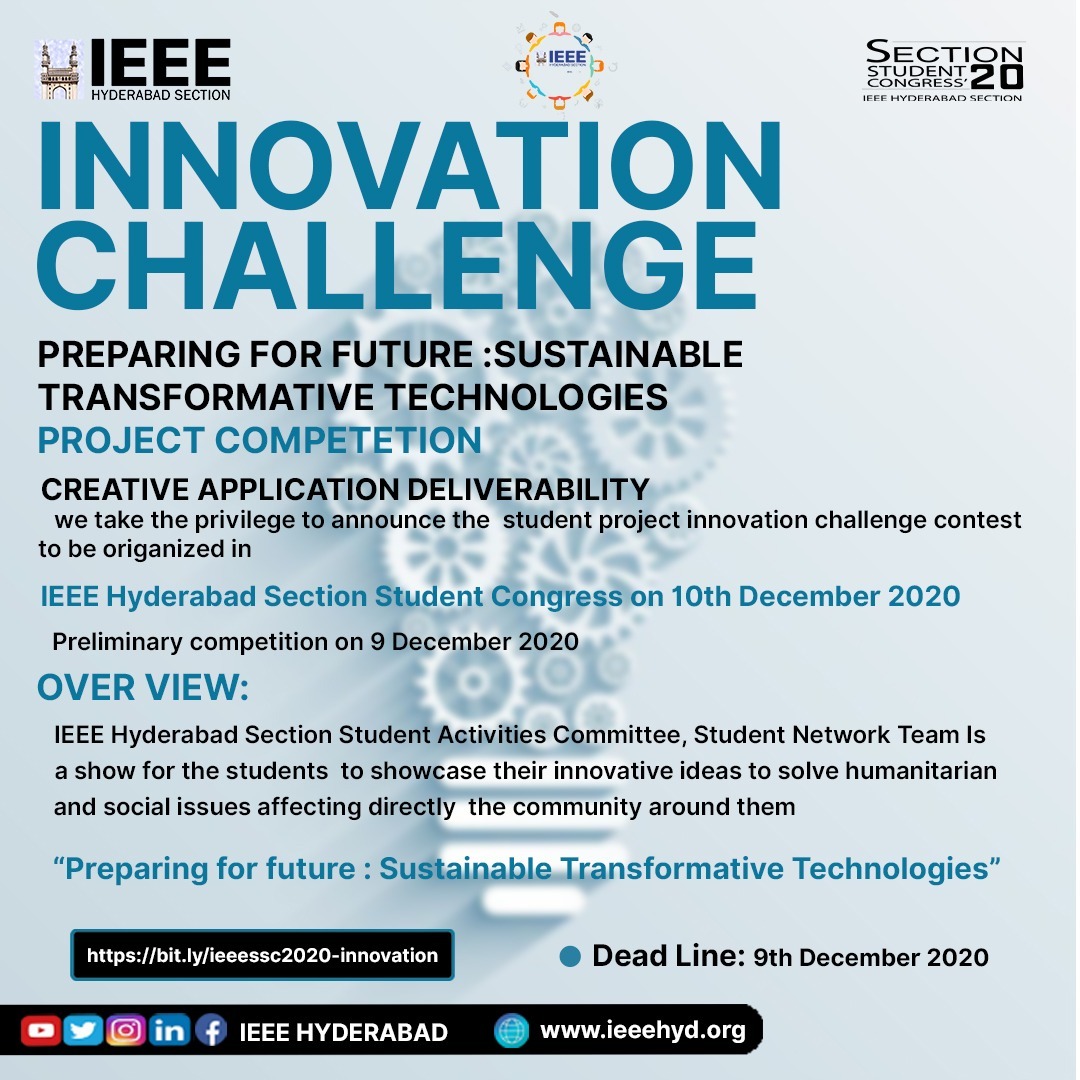 IEEE
HYDERABAD SECTION
IEEE
HYDERABAD SECTION
SECTION
STUDENT
CONGRESS'20
IEEE HYDERABAD SECTION
INNOVATION
CHALLENGE
PREPARING FOR FUTURE :SUSTAINABLE
TRANSFORMATIVE TECHNOLOGIES
PROJECT COMPETETION
CREATIVE APPLICATION DELIVERABILITY
we take the privilege to announce the student project innovation challenge contest
to be origanized in
IEEE Hyderabad Section Student Congress on 10th December 2020
Preliminary competition on 9 December 2020
OVER VIEW:
IEEE Hyderabad Section Student Activities Committee, Student Network Team Is
a show for the students to showcase their innovative ideas to solve humanitarian
and social issues affecting directly the community around them
“Preparing for future : Sustainable Transformative Technologies”
https://bit.ly/ieeessc2020-innovation
Dead Line: 9th December 2020
IEEE HYDERABAD
www.ieeehyd.org